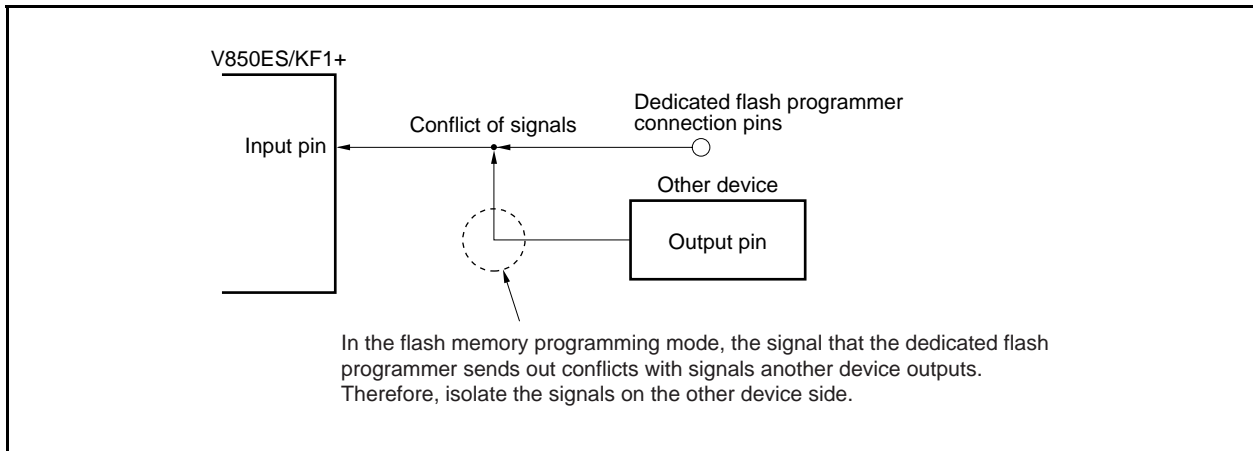 V850ES/KF1+
Dedicated flash programmer
connection pins
Conflict of signals
Input pin
Other device
Output pin
In the flash memory programming mode, the signal that the dedicated flash
programmer sends out conflicts with signals another device outputs.
Therefore, isolate the signals on the other device side.